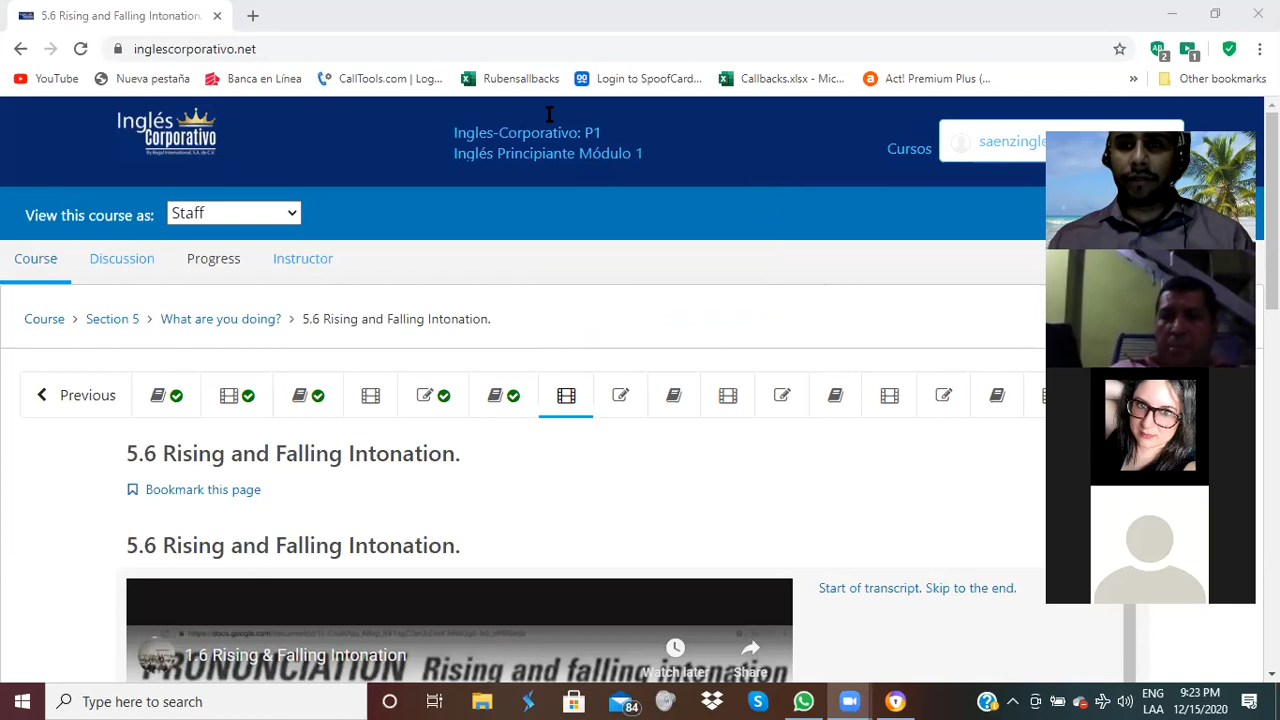 5.6 Rising and Falling Intonation.
inglescorporativo.net
2
1
YouTube
Nueva pestaña
Banca en Línea
CallTools.com | Log...
Rubensallbacks
Login to SpoofCard...
Callbacks.xlsx - Mic...
Act! Premium Plus (...
»
Other bookmarks
Inglés
Corporativo
Ingles-Corporativo: P1
Inglés Principiante Módulo 1
Cursos
saenzingle
View this course as:
Staff
Course
Discussion
Progress
Instructor
Course > Section 5 > What are you doing? > 5.6 Rising and Falling Intonation.
Previous
5.6 Rising and Falling Intonation.
Bookmark this page
5.6 Rising and Falling Intonation.
Start of transcript. Skip to the end.
1.6 Rising & Falling Intonation
PRONUNCIATION Rising and falling intonation
Watch later
Share
Type here to search
84
ENG
LAA
9:23 PM
12/15/2020